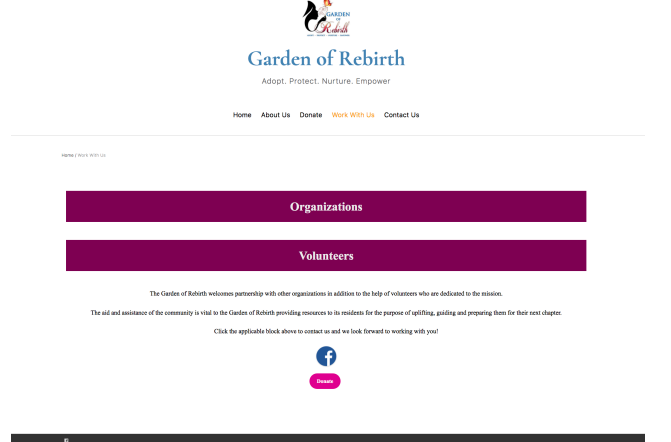 GARDEN
OF
Rebirth
Garden of Rebirth
Adopt. Protect. Nurture. Empower
Home About Us Donate Work With Us Contact Us
Home / Work With Us
Organizations
Volunteers
The Garden of Rebirth welcomes partnership with other organizations in addition to the help of volunteers who are dedicated to the mission.
The aid and assistance of the community is vital to the Garden of Rebirth providing resources to its residents for the purpose of uplifting, guiding and preparing them for their next chapter.
Click the applicable block above to contact us and we look forward to working with you!
Donate